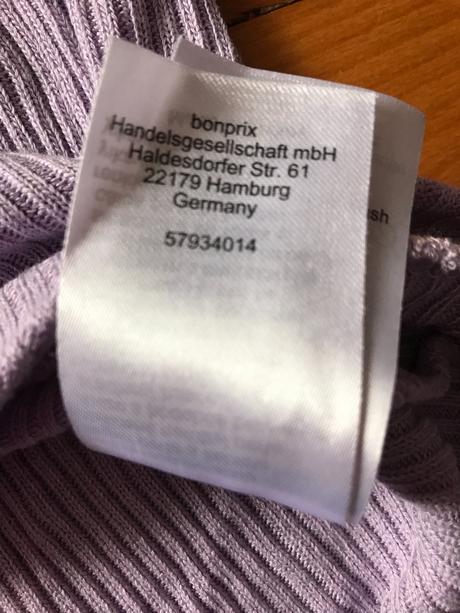 bonprix
Handelsgesellschaft mbH
Haldesdorfer Str. 61
22179 Hamburg
Germany
57934014